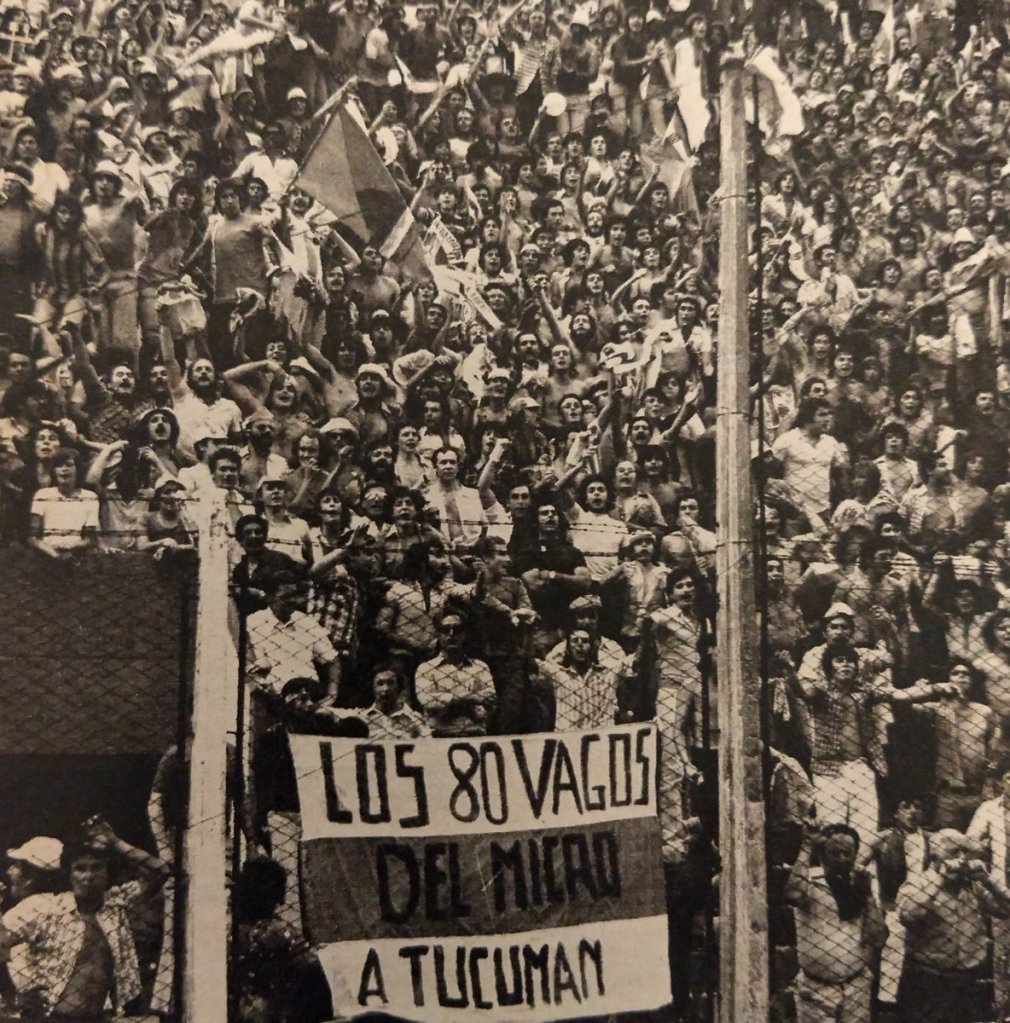 LOS 80 VAGOS
DEL MICRO
A TUCUMAN